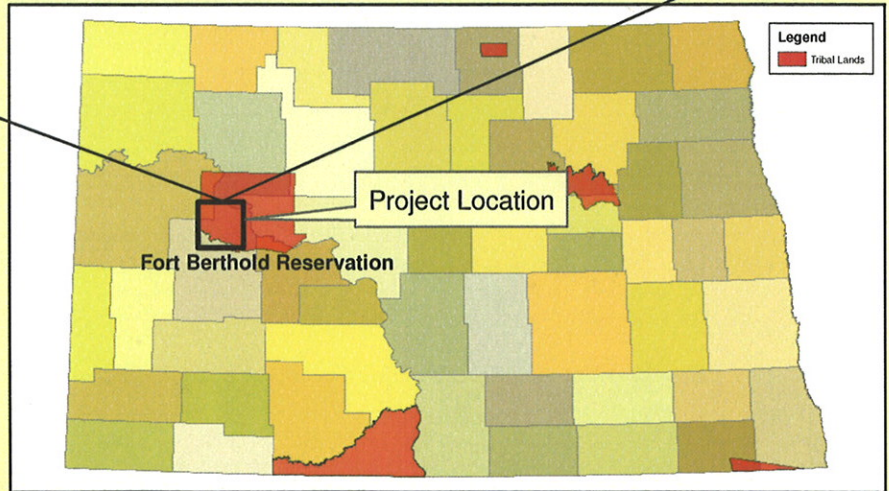 Legend
Tribal Lands
Project Location
Fort Berthold Reservation